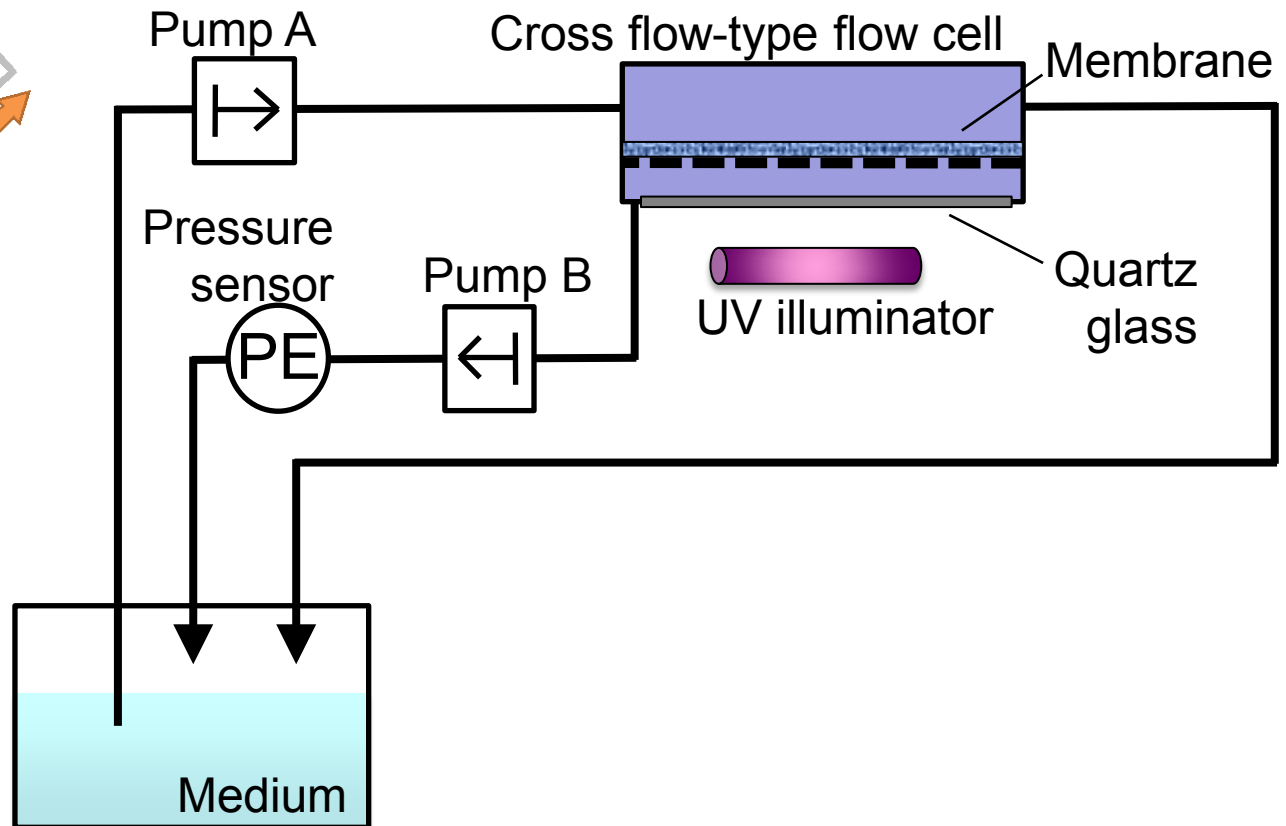 Pump A
Cross flow-type flow cell
Membrane
Pressure
sensor
Pump B
Quartz
glass
UV illuminator
PE
Medium